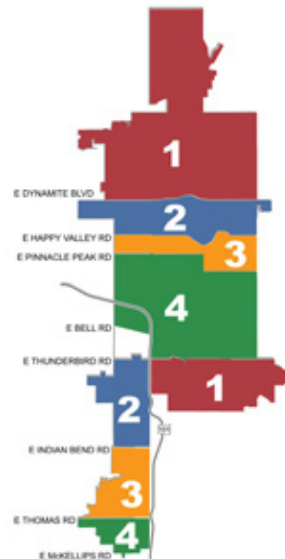 1
E DYNAMITE BLVD
2
E HAPPY VALLEY RD
3
E PINNACLE PEAK RD
4
E BELL RD
E THUNDERBIRD RD
1
2
E INDIAN BEND RD
3
E THOMAS RD
4
E McKELLIPS RD